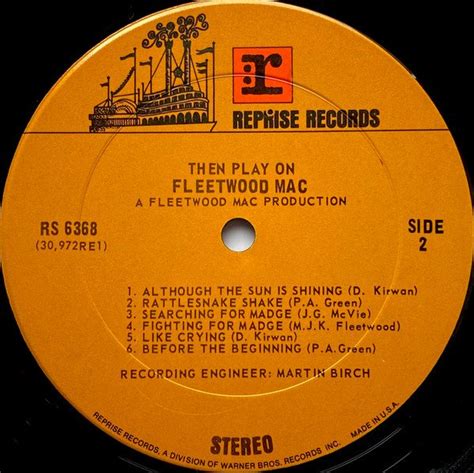 r
REPRISE RECORDS
THEN PLAY ON
FLEETWOOD MAC
A FLEETWOOD MAC PRODUCTION
RS 6368
(30,972RE1)
SIDE
2
1. ALTHOUGH THE SUN IS SHINING (D. Kirwan)
2. RATTLESNAKE SHAKE (P.A. Green)
3. SEARCHING FOR MADGE (J.G. McVie)
4. FIGHTING FOR MADGE (M.J.K. Fleetwood)
5. LIKE CRYING (D. Kirwan)
6. BEFORE THE BEGINNING (P.A.Green)
RECORDING ENGINEER: MARTIN BIRCH
STEREO
REPRISE RECORDS, A DIVISION OF WARNER BROS. RECORDS INC.
MADE IN U.S.A.